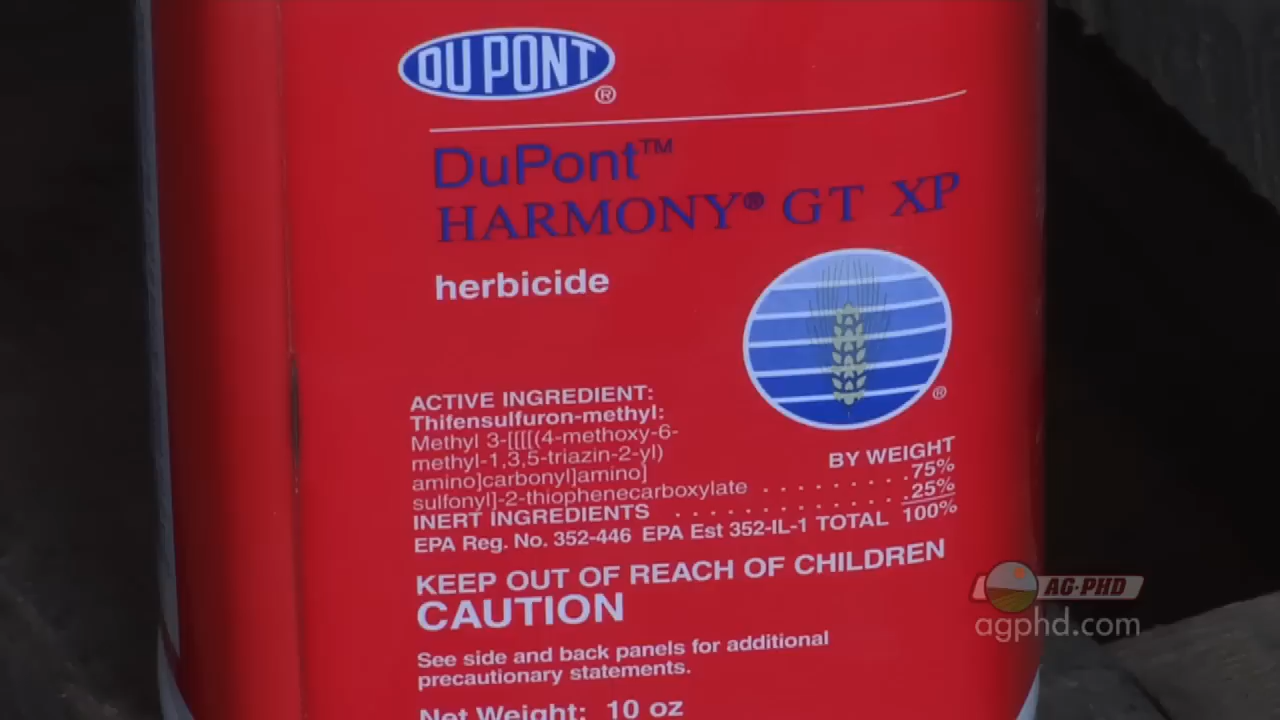 DU PONT
®
DuPont™
HARMONY® GT XP
herbicide
®
ACTIVE INGREDIENT:
Thifensulfuron-methyl:
Methyl 3-[[[[(4-methoxy-6-
methyl-1,3,5-triazin-2-yl)
amino]carbonyl]amino]
BY WEIGHT
sulfonyl]-2-thiophenecarboxylate . . . . . . . . . . 75%
INERT INGREDIENTS . . . . . . . . . . . . . . . 25%
EPA Reg. No. 352-446 EPA Est 352-IL-1 TOTAL 100%
KEEP OUT OF REACH OF CHILDREN
CAUTION
See side and back panels for additional
precautionary statements.
Net Weight: 10 oz
AG·PHD
agphd.com